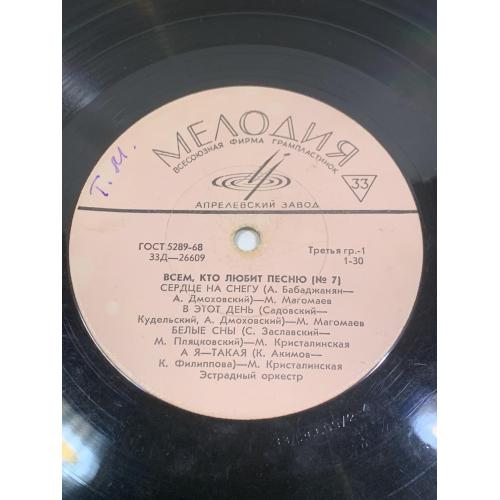 МЕЛОДИЯ
ВСЕСОЮЗНАЯ ФИРМА ГРАМПЛАСТИНОК
33
АПРЕЛЕВСКИЙ ЗАВОД
Т. М.
ГОСТ 5289-68
Третья гр.-1
33Д—26609
1-30
ВСЕМ, КТО ЛЮБИТ ПЕСНЮ (№ 7)
СЕРДЦЕ НА СНЕГУ (А. Бабаджанян—
А. Дмоховский)—М. Магомаев
В ЭТОТ ДЕНЬ (Садовский—
Кудельский, А. Дмоховский)—М. Магомаев
БЕЛЫЕ СНЫ (С. Заславский—
М. Пляцковский)—М. Кристалинская
А Я—ТАКАЯ (К. Акимов—
К. Филиппова)—М. Кристалинская
Эстрадный оркестр